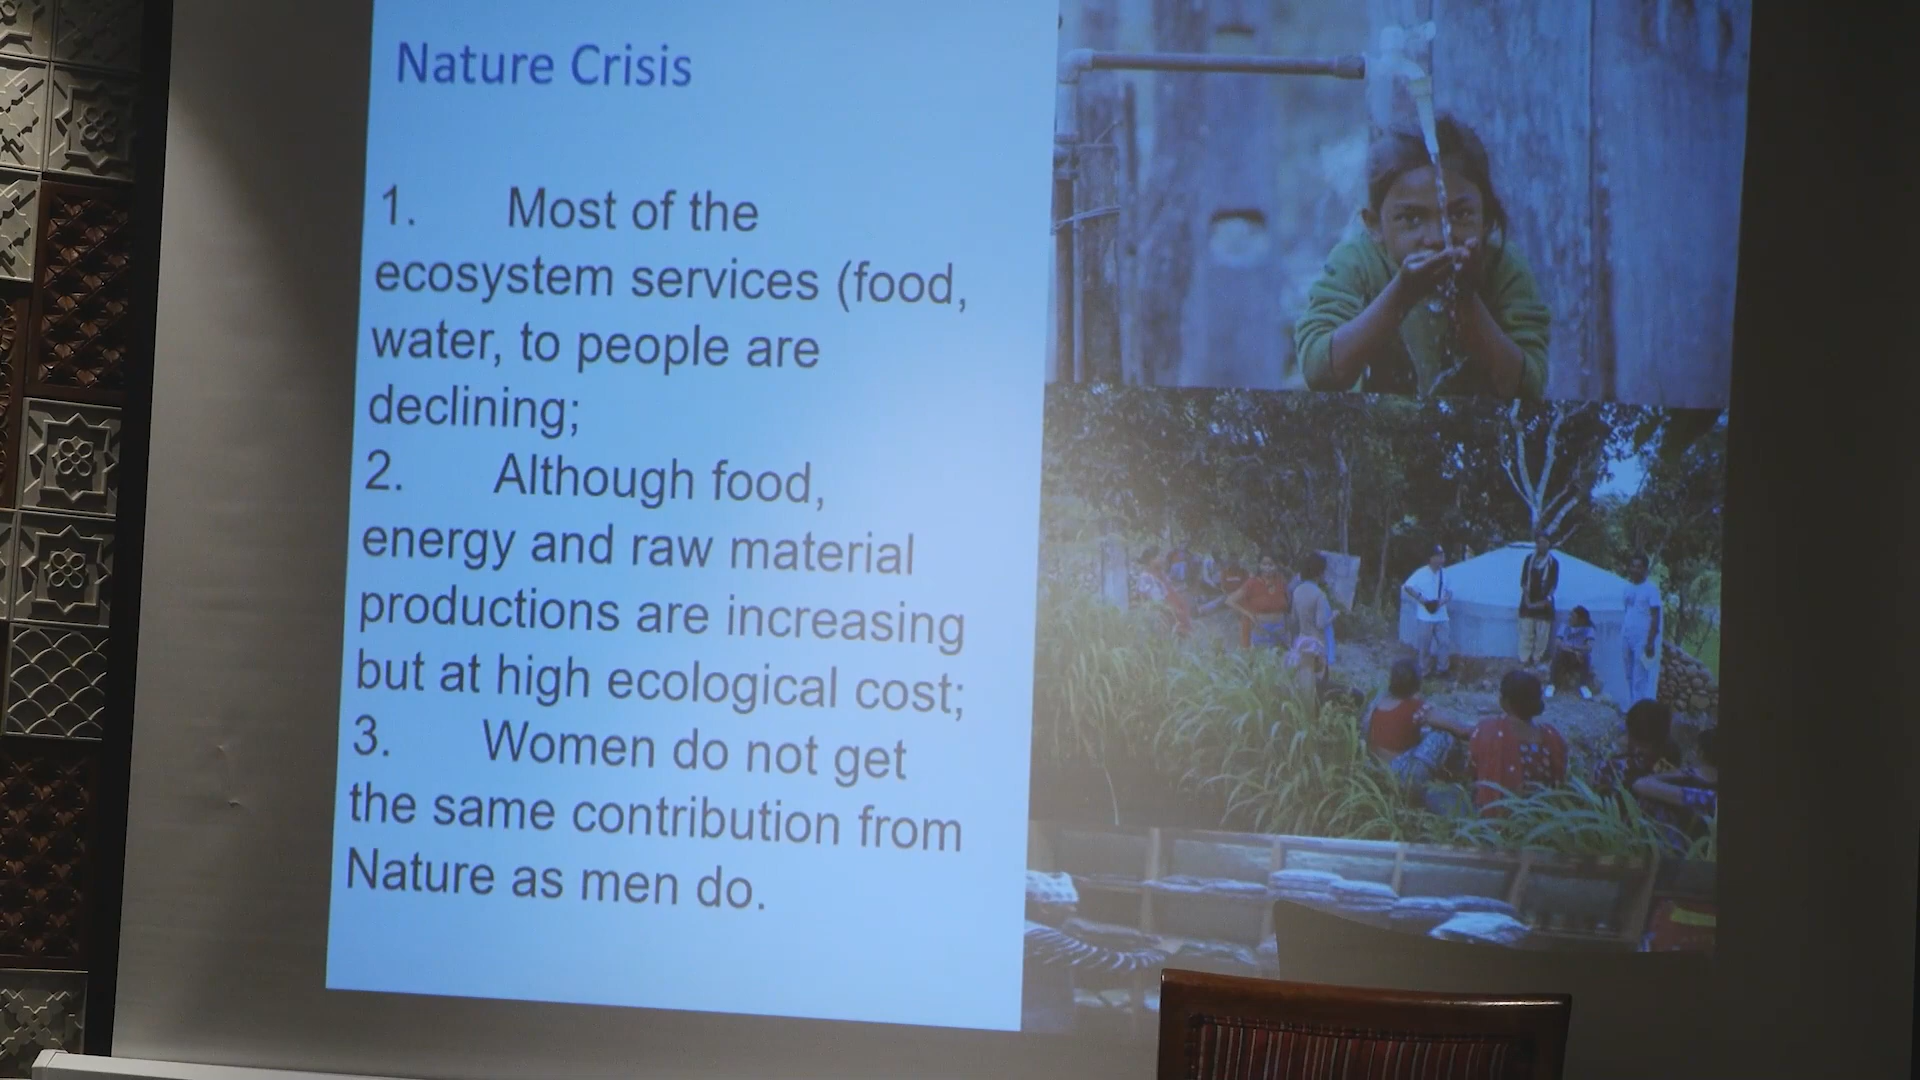 Nature Crisis
1. Most of the
ecosystem services (food,
water, to people are
declining;
2. Although food,
energy and raw material
productions are increasing
but at high ecological cost;
3. Women do not get
the same contribution from
Nature as men do.